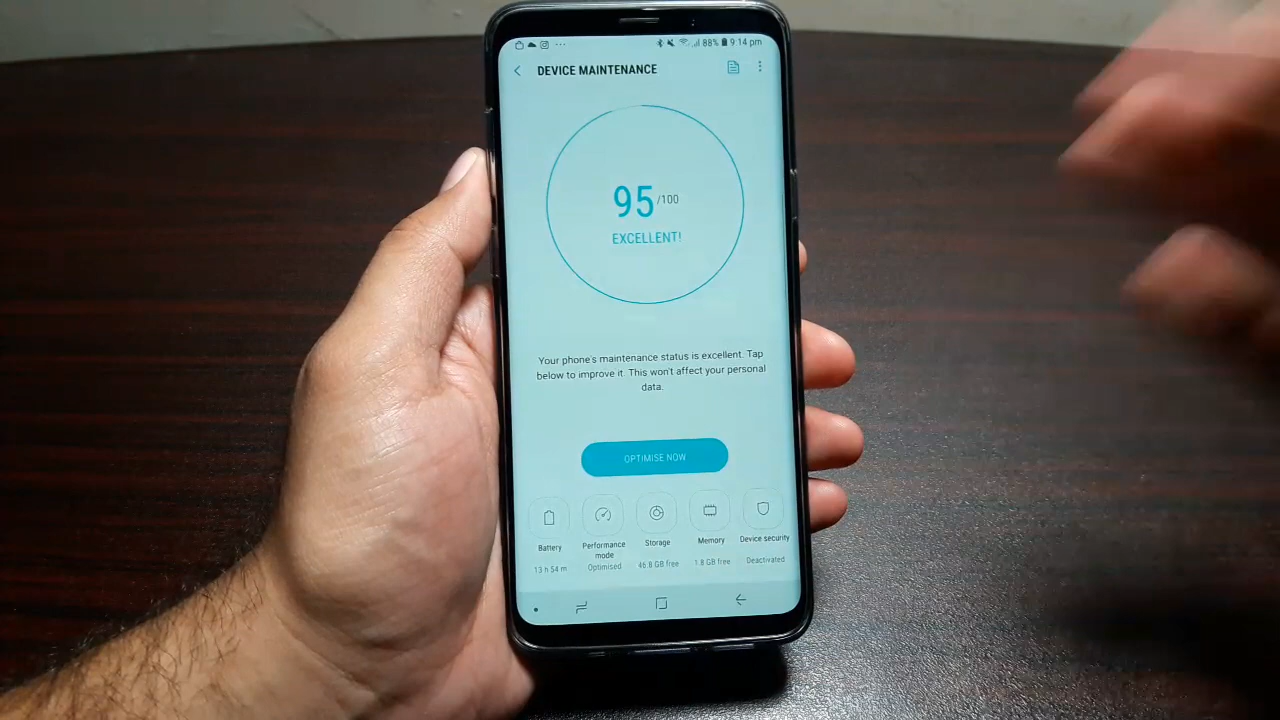 88% 9:14 pm
DEVICE MAINTENANCE
95/100
EXCELLENT!
Your phone's maintenance status is excellent. Tap
below to improve it. This won't affect your personal
data.
OPTIMISE NOW
Battery
13 h 54 m
Performance
mode
Optimised
Storage
46.8 GB free
Memory
1.8 GB free
Device security
Deactivated